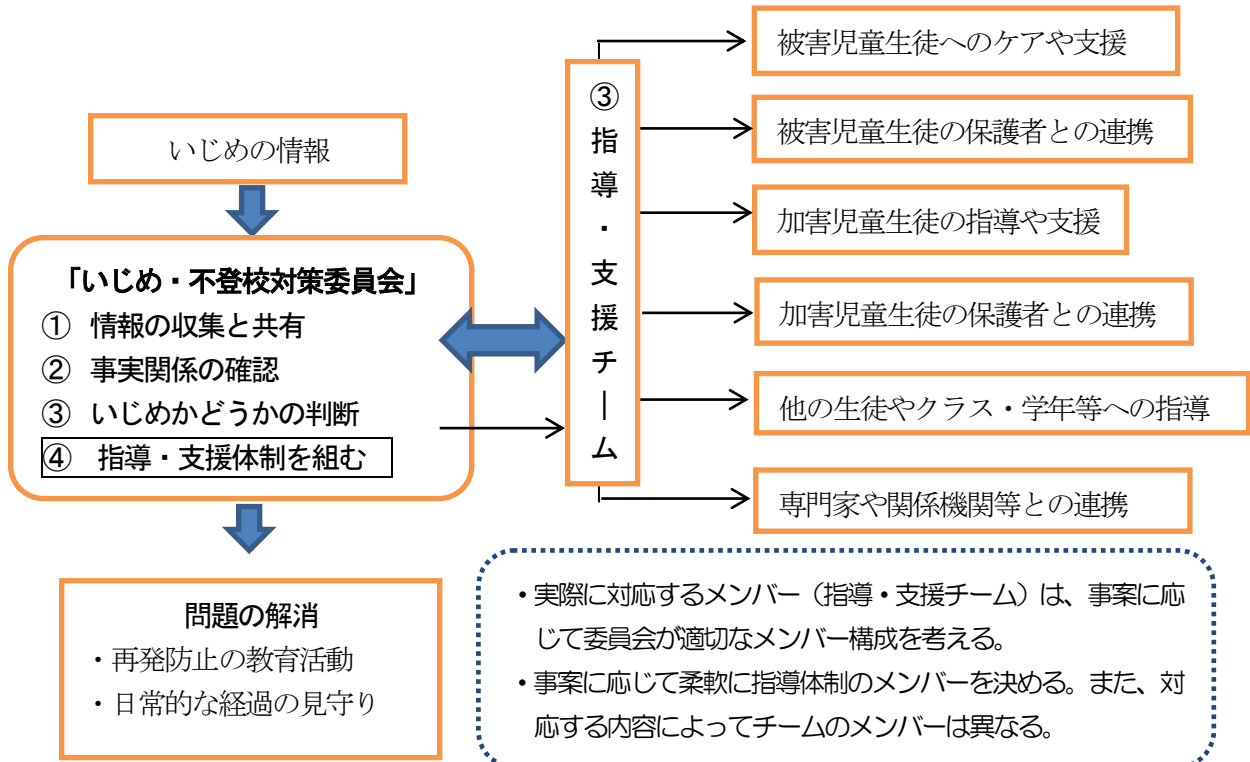 いじめの情報
「いじめ・不登校対策委員会」
① 情報の収集と共有
② 事実関係の確認
③ いじめかどうかの判断
④ 指導・支援体制を組む
問題の解消
・再発防止の教育活動
・日常的な経過の見守り
③指導・支援チーム
被害児童生徒へのケアや支援
被害児童生徒の保護者との連携
加害児童生徒の指導や支援
加害児童生徒の保護者との連携
他の生徒やクラス・学年等への指導
専門家や関係機関等との連携
・実際に対応するメンバー（指導・支援チーム）は、事案に応
じて委員会が適切なメンバー構成を考える。
・事案に応じて柔軟に指導体制のメンバーを決める。また、対
応する内容によってチームのメンバーは異なる。